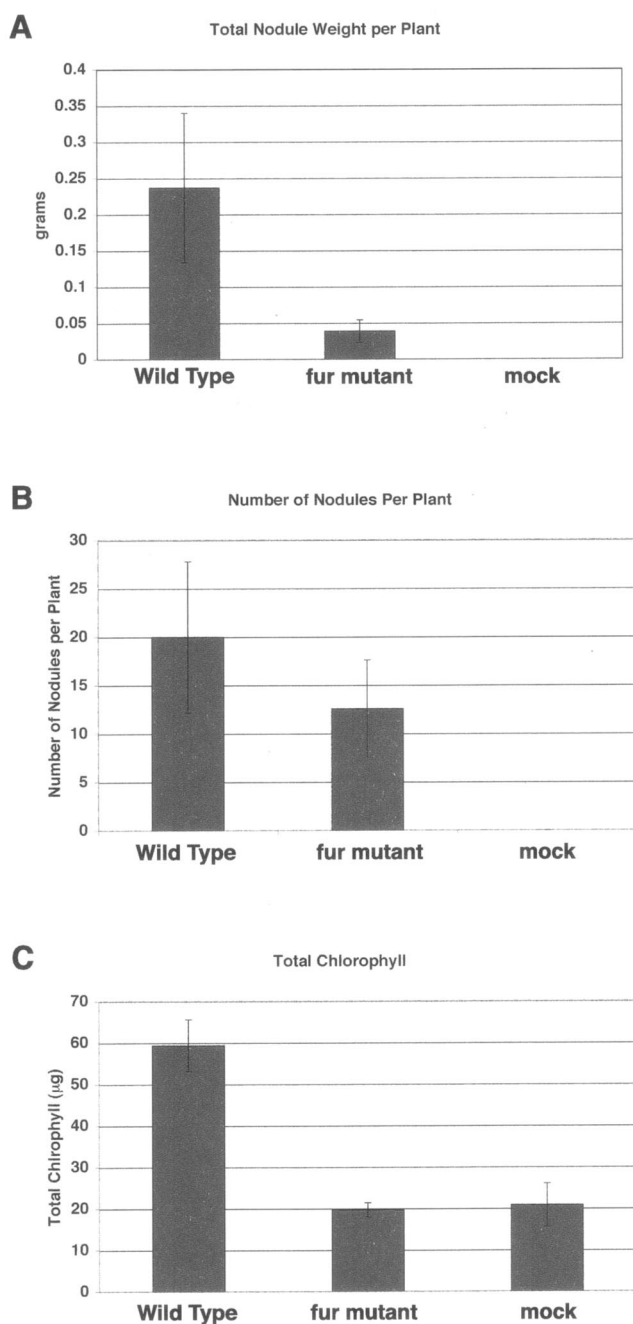 A
Total Nodule Weight per Plant
0.4
0.35
0.3
0.25
0.2
0.15
0.1
0.05
0
grams
Wild Type fur mutant mock
B
Number of Nodules Per Plant
30
25
20
15
10
5
0
Number of Nodules per Plant
Wild Type fur mutant mock
C
Total Chlorophyll
70
60
50
40
30
20
10
0
Total Chlrophyll (µg)
Wild Type fur mutant mock